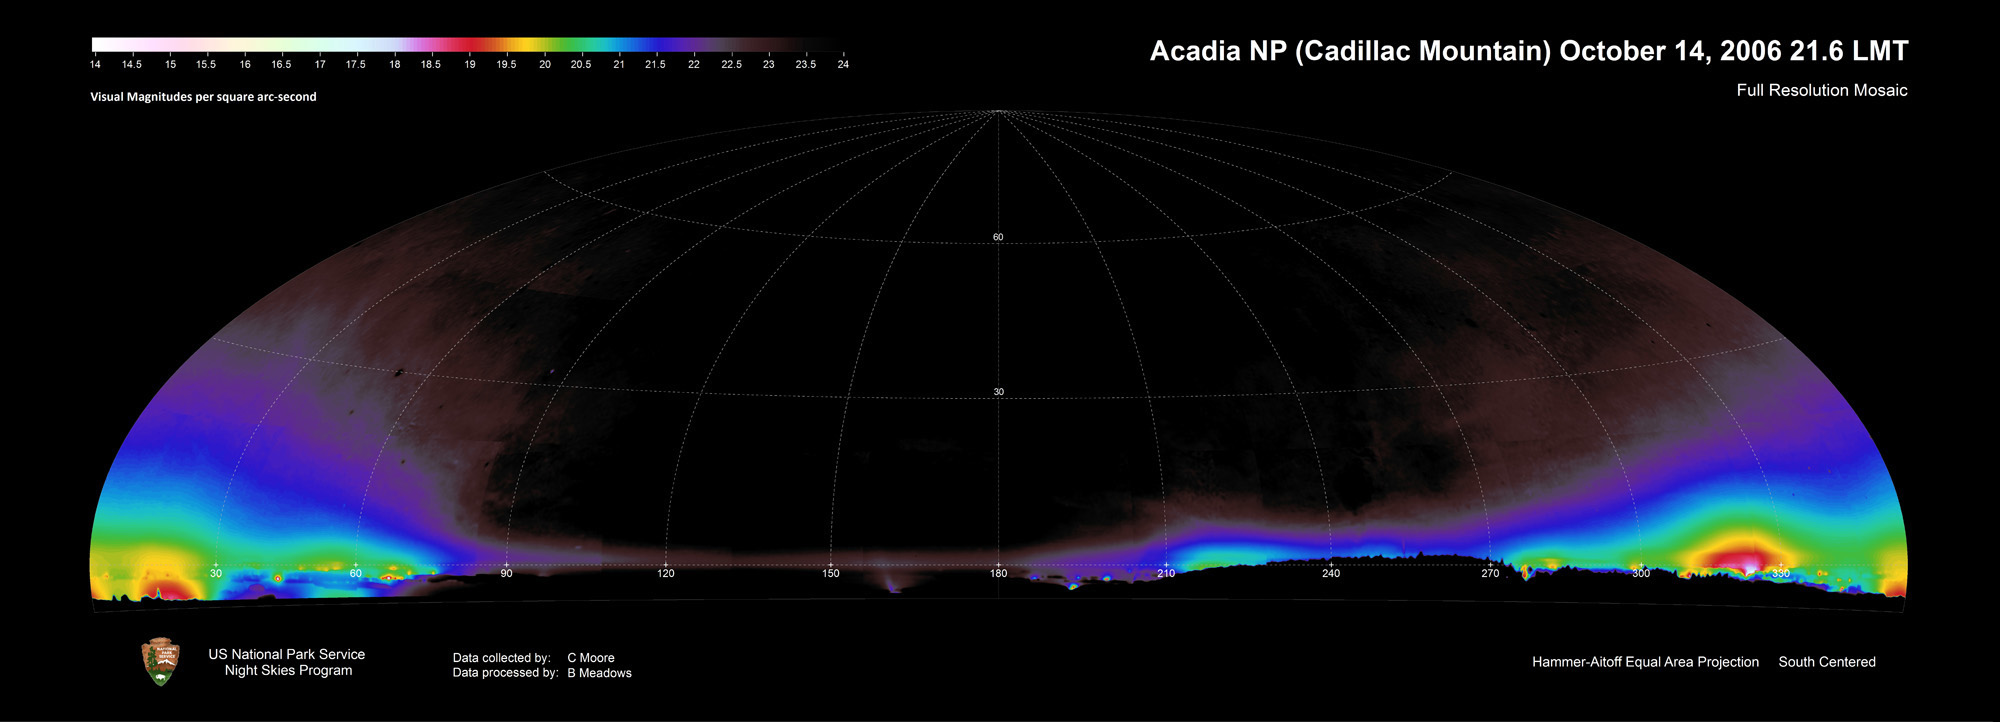 Acadia NP (Cadillac Mountain) October 14, 2006 21.6 LMT
Full Resolution Mosaic
14 14.5 15 15.5 16 16.5 17 17.5 18 18.5 19 19.5 20 20.5 21 21.5 22 22.5 23 23.5 24
Visual Magnitudes per square arc-second
60
30
30 60 90 120 150 180 210 240 270 300 330
NATIONAL
PARK
SERVICE
US National Park Service
Night Skies Program
Data collected by: C Moore
Data processed by: B Meadows
Hammer-Aitoff Equal Area Projection South Centered